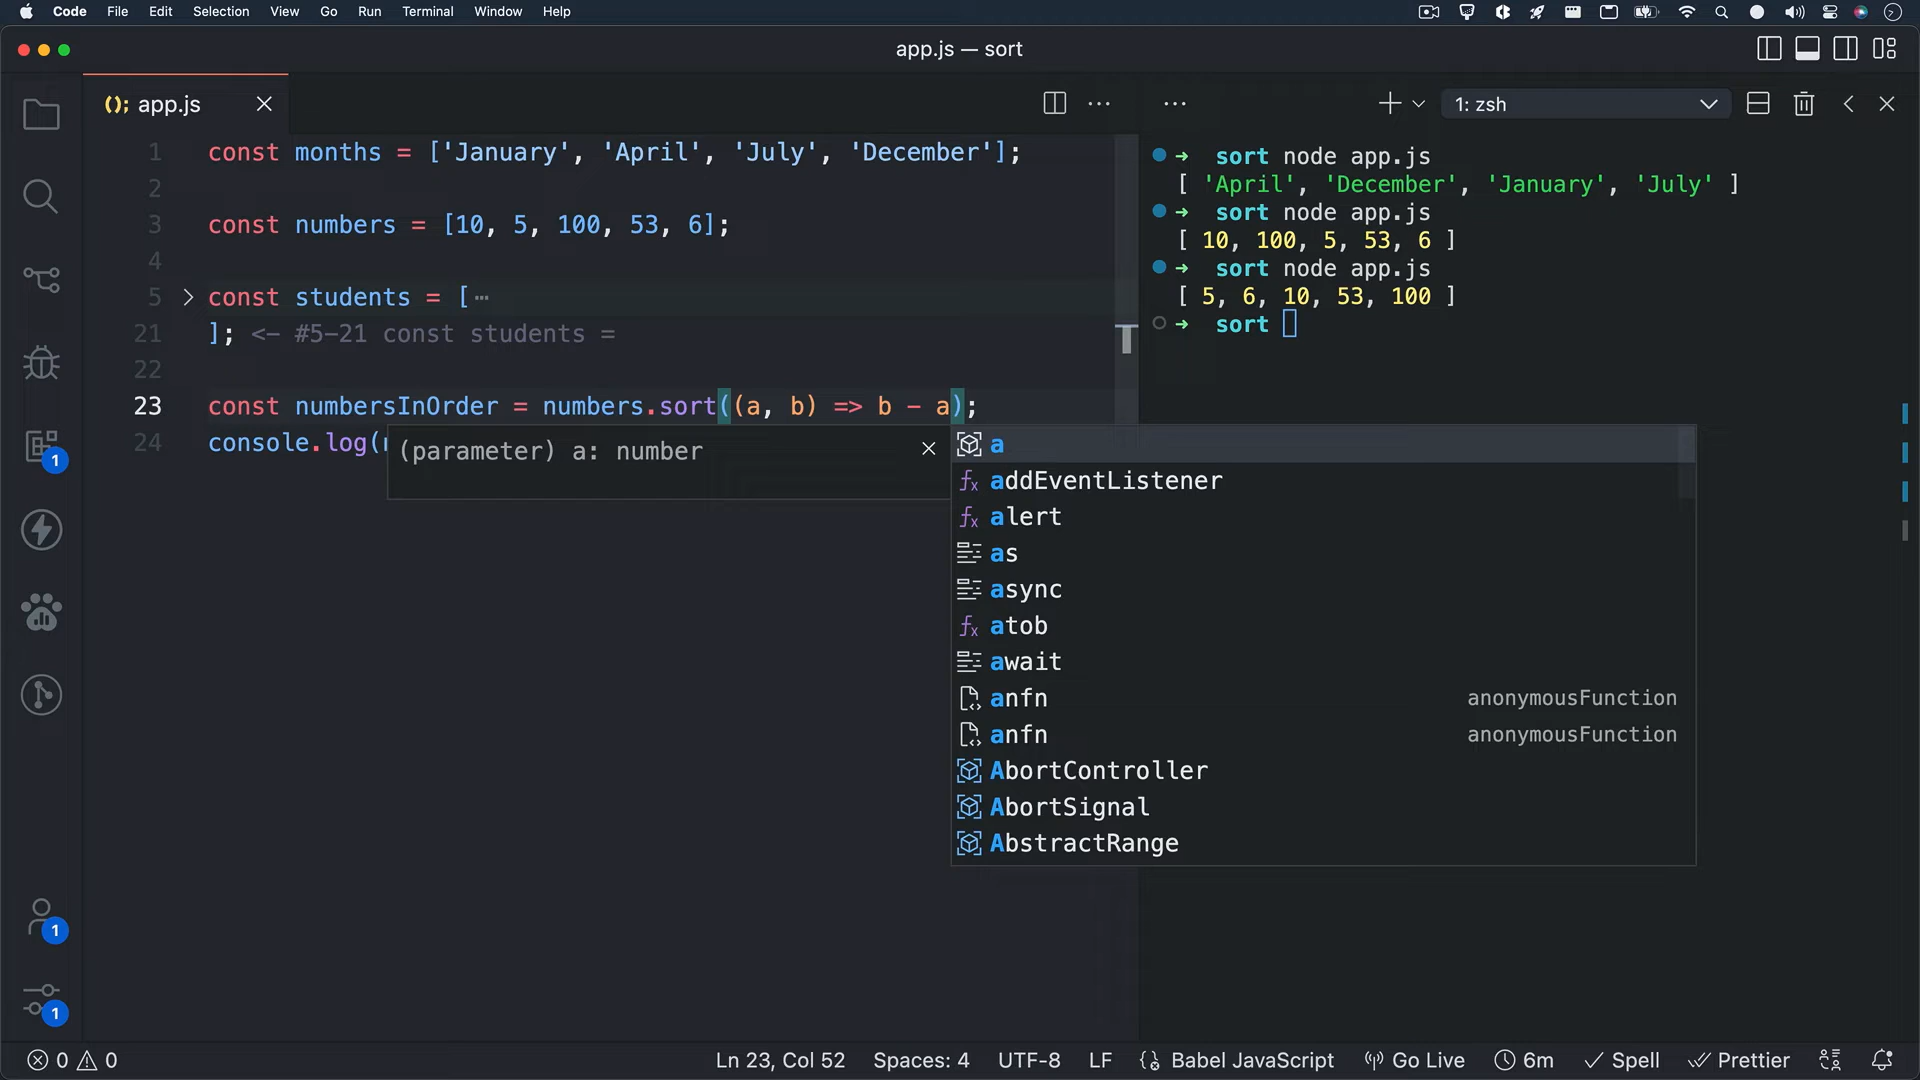 Code File Edit Selection View Go Run Terminal Window Help
app.js — sort
(); app.js
1: zsh
1 const months = ['January', 'April', 'July', 'December'];
2
3 const numbers = [10, 5, 100, 53, 6];
4
5 const students = [ ⋯
21 ]; <- #5-21 const students =
22
23 const numbersInOrder = numbers.sort((a, b) => b - a);
24 console.log(
(parameter) a: number
a
addEventListener
alert
as
async
atob
await
anfn anonymousFunction
anfn anonymousFunction
AbortController
AbortSignal
AbstractRange
➜ sort node app.js
[ 'April', 'December', 'January', 'July' ]
➜ sort node app.js
[ 10, 100, 5, 53, 6 ]
➜ sort node app.js
[ 5, 6, 10, 53, 100 ]
➜ sort
1
1
1
0 0 Ln 23, Col 52 Spaces: 4 UTF-8 LF Babel JavaScript Go Live 6m Spell Prettier